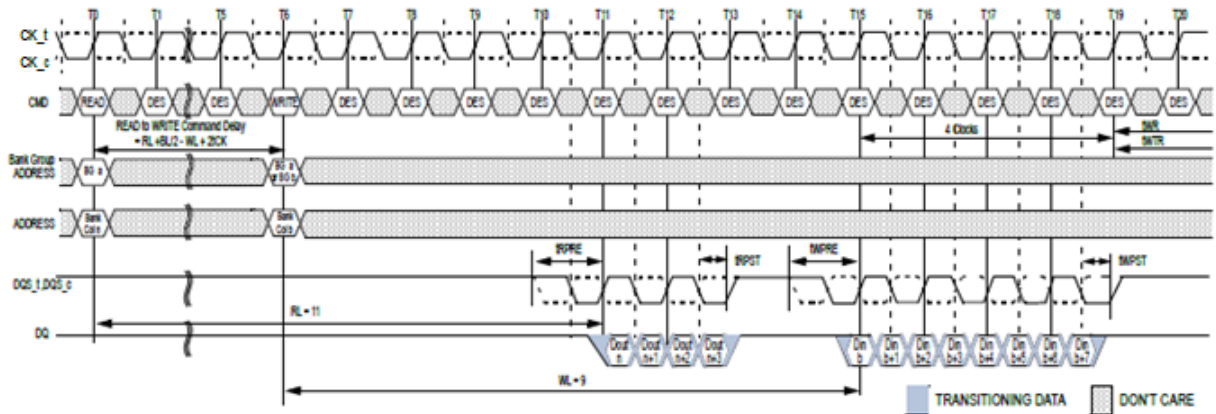 T0 T1 T5 T6 T7 T8 T9 T10 T11 T12 T13 T15 T16 T17 T18 T19 T20
CK_t
CK_c
CMD READ DES DES WRITE DES DES DES DES DES DES DES DES DES DES DES DES DES
READ to WRITE Command Delay
= RL +BL/2 - WL + 2tCK
4 Clocks
tWR
tWTR
Bank Group
ADDRESS
BG a
BG a
or BG b
ADDRESS
Bank
Col n
Bank
Col b
tRPRE tRPST tWPRE tWPST
DQS_t,DQS_c
RL = 11
DQ
Dout
n
Dout
n+1
Dout
n+2
Dout
n+3
Din
b
Din
b+1
Din
b+2
Din
b+3
Din
b+4
Din
b+5
Din
b+6
Din
b+7
WL = 9
TRANSITIONING DATA DON'T CARE